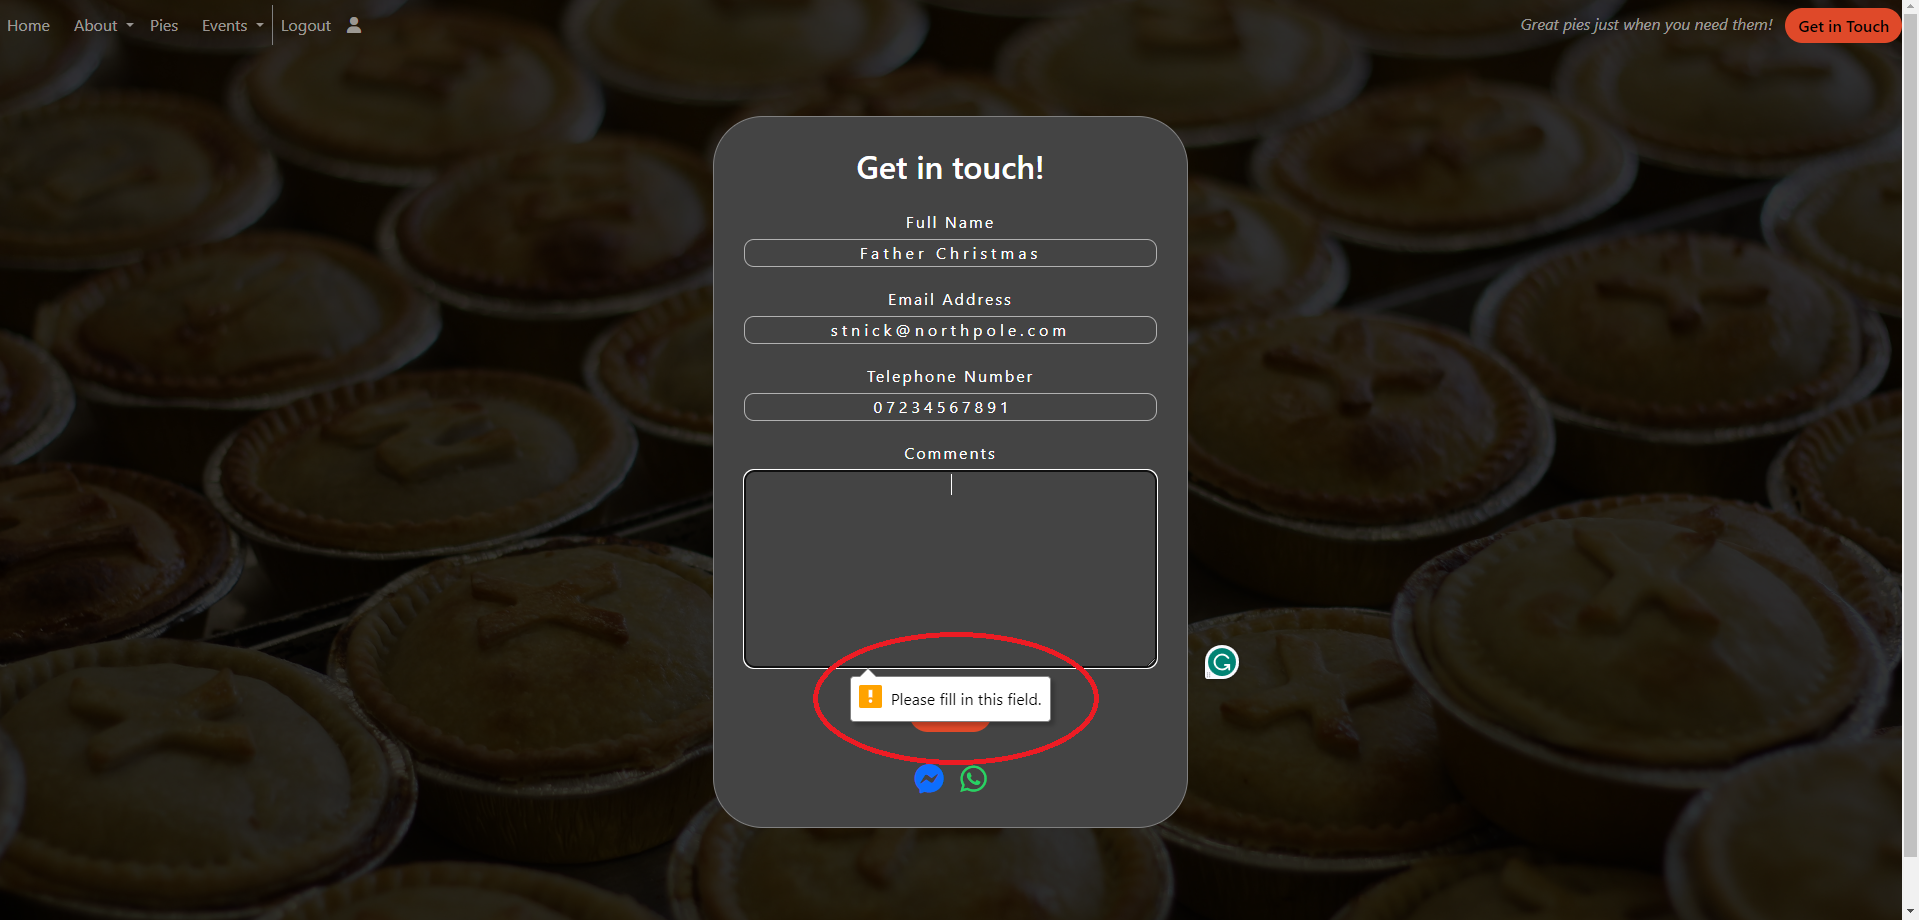 Home About Pies Events Logout Great pies just when you need them! Get in Touch
Get in touch!
Full Name
Father Christmas
Email Address
stnick@northpole.com
Telephone Number
07234567891
Comments
Please fill in this field.